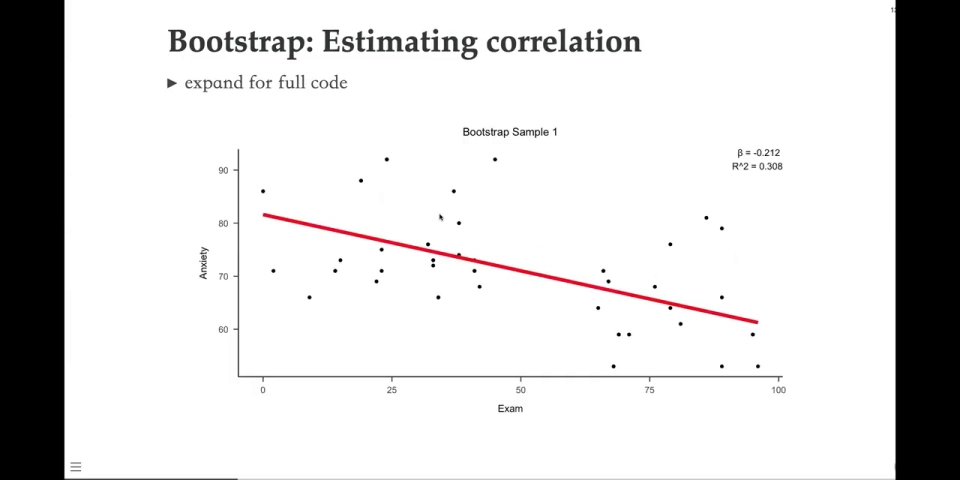 Bootstrap: Estimating correlation
▶ expand for full code
Bootstrap Sample 1
β = -0.212
R^2 = 0.308
90
80
70
60
Anxiety
0 25 50 75 100
Exam